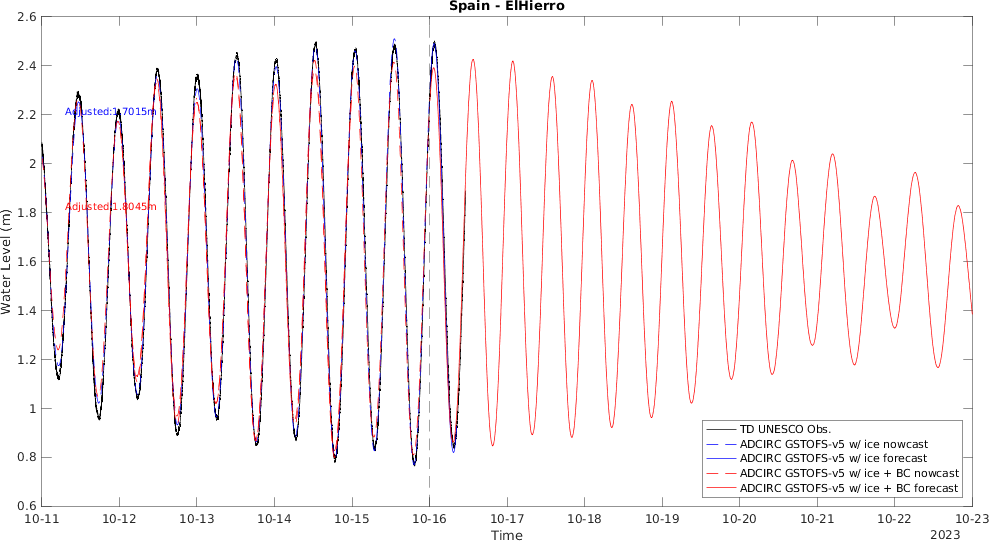 Spain - ElHierro
2.6
2.4
2.2
2
1.8
1.6
1.4
1.2
1
0.8
0.6
Water Level (m)
Adjusted:1.7015m
Adjusted:1.8045m
TD UNESCO Obs.
ADCIRC GSTOFS-v5 w/ ice nowcast
ADCIRC GSTOFS-v5 w/ ice forecast
ADCIRC GSTOFS-v5 w/ ice + BC nowcast
ADCIRC GSTOFS-v5 w/ ice + BC forecast
10-11 10-12 10-13 10-14 10-15 10-16 10-17 10-18 10-19 10-20 10-21 10-22 10-23
Time
2023